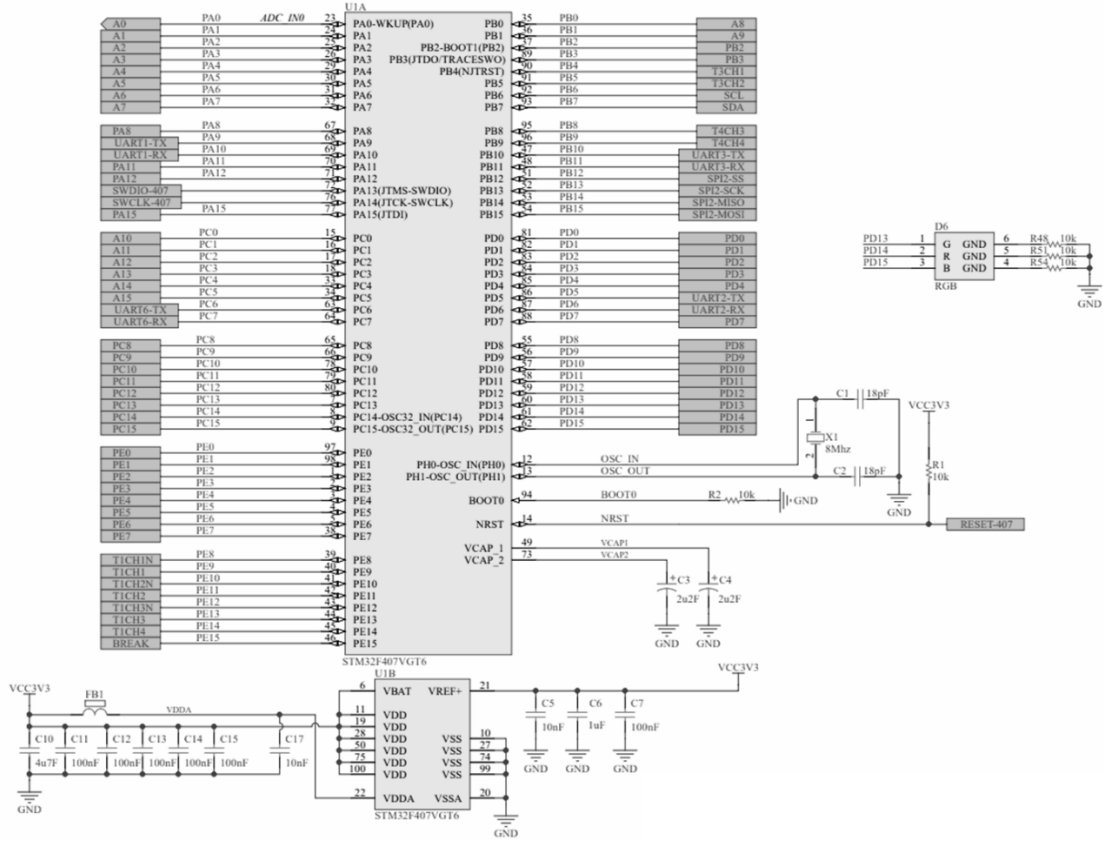 U1A
A0 PA0 ADC_IN0 23 PA0-WKUP(PA0) PB0 35 PB0 A8
A1 PA1 24 PA1 PB1 36 PB1 A9
A2 PA2 25 PA2 PB2-BOOT1(PB2) 37 PB2 PB2
A3 PA3 26 PA3 PB3(JTDO/TRACESWO) 89 PB3 PB3
A4 PA4 29 PA4 PB4(NJTRST) 90 PB4 T3CH1
A5 PA5 30 PA5 PB5 91 PB5 T3CH2
A6 PA6 31 PA6 PB6 92 PB6 SCL
A7 PA7 32 PA7 PB7 93 PB7 SDA
PA8 PA8 67 PA8 PB8 95 PB8 T4CH3
UART1-TX PA9 68 PA9 PB9 96 PB9 T4CH4
UART1-RX PA10 69 PA10 PB10 47 PB10 UART3-TX
PA11 PA11 70 PA11 PB11 48 PB11 UART3-RX
PA12 PA12 71 PA12 PB12 51 PB12 SPI2-SS
SWDIO-407 72 PA13(JTMS-SWDIO) PB13 52 PB13 SPI2-SCK
SWCLK-407 76 PA14(JTCK-SWCLK) PB14 53 PB14 SPI2-MISO
PA15 PA15 77 PA15(JTDI) PB15 54 PB15 SPI2-MOSI
A10 PC0 15 PC0 PD0 81 PD0 PD0
A11 PC1 16 PC1 PD1 82 PD1 PD1
A12 PC2 17 PC2 PD2 83 PD2 PD2
A13 PC3 18 PC3 PD3 84 PD3 PD3
A14 PC4 33 PC4 PD4 85 PD4 PD4
A15 PC5 34 PC5 PD5 86 PD5 UART2-TX
UART6-TX PC6 63 PC6 PD6 87 PD6 UART2-RX
UART6-RX PC7 64 PC7 PD7 88 PD7 PD7
D6
PD13 1 G GND 6 R48 10k
PD14 2 R GND 5 R51 10k
PD15 3 B GND 4 R54 10k
RGB
GND
PC8 PC8 65 PC8 PD8 55 PD8 PD8
PC9 PC9 66 PC9 PD9 56 PD9 PD9
PC10 PC10 78 PC10 PD10 57 PD10 PD10
PC11 PC11 79 PC11 PD11 58 PD11 PD11
PC12 PC12 80 PC12 PD12 59 PD12 PD12
PC13 PC13 PC13 PD13 60 PD13 PD13
PC14 PC14 8 PC14-OSC32_IN(PC14) PD14 61 PD14 PD14
PC15 PC15 9 PC15-OSC32_OUT(PC15) PD15 62 PD15 PD15
C1 18pF
VCC3V3
1
X1
8Mhz
2
C2 18pF
R1
10k
GND
PE0 PE0 97 PE0
PE1 PE1 98 PE1 PH0-OSC_IN(PH0) 12 OSC_IN
PE2 PE2 PE2 PH1-OSC_OUT(PH1) 13 OSC_OUT
PE3 PE3 PE3
PE4 PE4 PE4 BOOT0 94 BOOT0 R2 10k GND
PE5 PE5 PE5
PE6 PE6 PE6 NRST 14 NRST RESET-407
PE7 PE7 38 PE7
VCAP_1 49 VCAP1
T1CH1N PE8 39 PE8 VCAP_2 73 VCAP2
T1CH1 PE9 40 PE9
T1CH2N PE10 41 PE10
T1CH2 PE11 42 PE11
T1CH3N PE12 43 PE12
T1CH3 PE13 44 PE13
T1CH4 PE14 45 PE14
BREAK PE15 46 PE15
+ C3
2u2F
+ C4
2u2F
GND GND
STM32F407VGT6
U1B
VCC3V3 FB1 VDDA
6 VBAT VREF+ 21 VCC3V3
11 VDD
19 VDD
28 VDD VSS 10
50 VDD VSS 27
75 VDD VSS 74
100 VDD VSS 99
22 VDDA VSSA 20
C5 C6 C7
10nF 1uF 100nF
GND GND GND
C10 C11 C12 C13 C14 C15 C17
4u7F 100nF 100nF 100nF 100nF 100nF 10nF
GND
STM32F407VGT6
GND